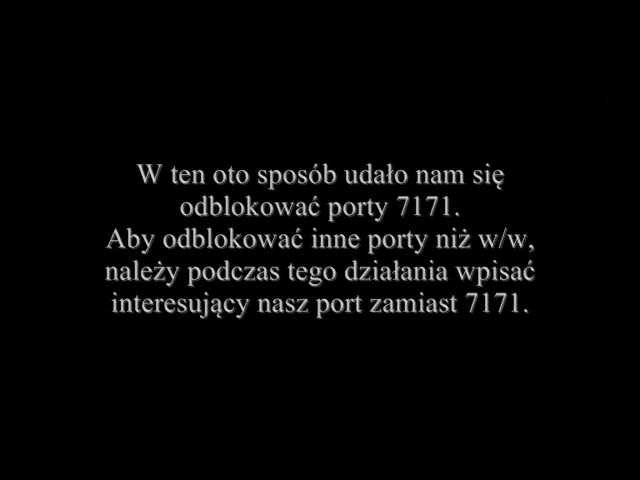 W ten oto sposób udało nam się
odblokować porty 7171.
Aby odblokować inne porty niż w/w,
należy podczas tego działania wpisać
interesujący nasz port zamiast 7171.